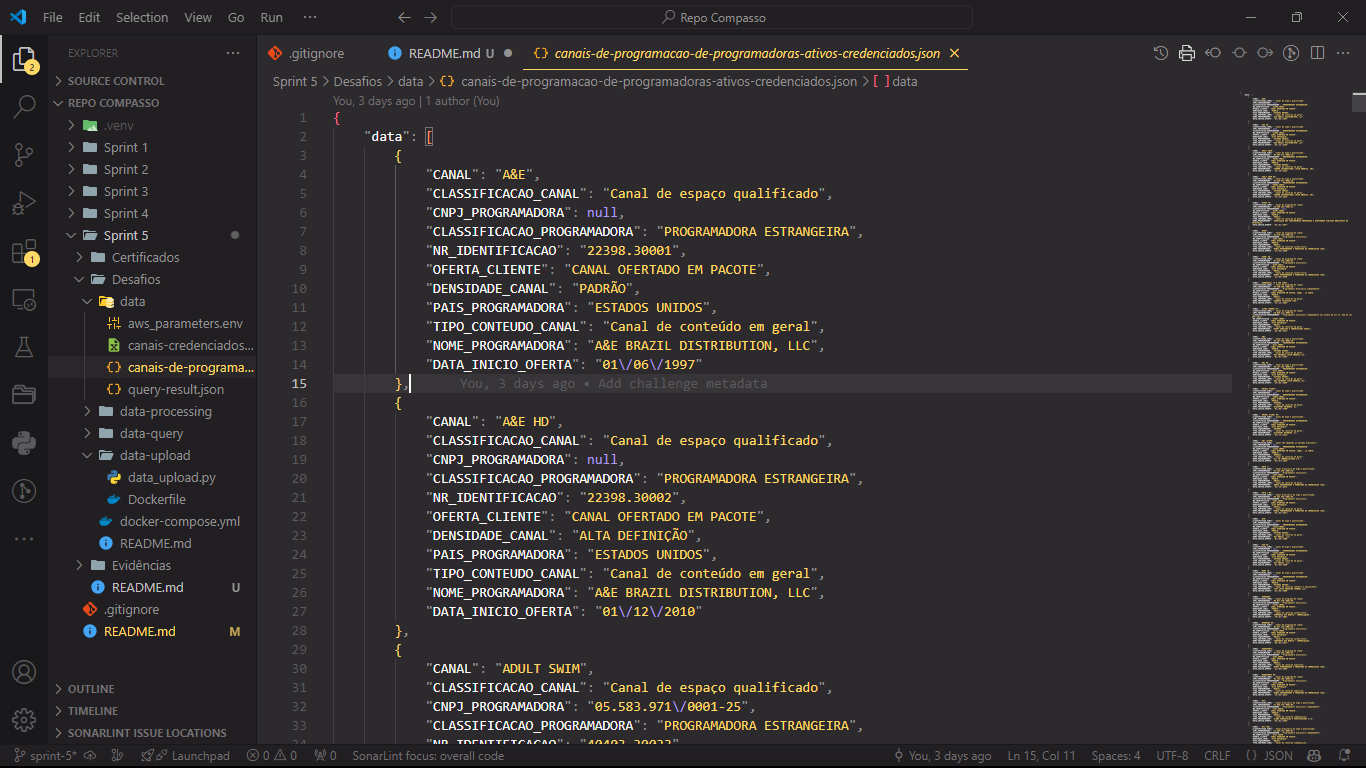 File Edit Selection View Go Run ··· Repo Compasso
EXPLORER ···
SOURCE CONTROL
REPO COMPASSO
.venv
Sprint 1
Sprint 2
Sprint 3
Sprint 4
Sprint 5
Certificados
Desafios
data
aws_parameters.env
canais-credenciados...
canais-de-programa...
query-result.json
data-processing
data-query
data-upload
data_upload.py
Dockerfile
docker-compose.yml
README.md
Evidências
README.md U
.gitignore
README.md M
OUTLINE
TIMELINE
SONARLINT ISSUE LOCATIONS
2
1
.gitignore README.md U canais-de-programacao-de-programadoras-ativos-credenciados.json
Sprint 5 > Desafios > data > {} canais-de-programacao-de-programadoras-ativos-credenciados.json > [ ] data
You, 3 days ago | 1 author (You)
1 {
2 "data": [
3 {
4 "CANAL": "A&E",
5 "CLASSIFICACAO_CANAL": "Canal de espaço qualificado",
6 "CNPJ_PROGRAMADORA": null,
7 "CLASSIFICACAO_PROGRAMADORA": "PROGRAMADORA ESTRANGEIRA",
8 "NR_IDENTIFICACAO": "22398.30001",
9 "OFERTA_CLIENTE": "CANAL OFERTADO EM PACOTE",
10 "DENSIDADE_CANAL": "PADRÃO",
11 "PAIS_PROGRAMADORA": "ESTADOS UNIDOS",
12 "TIPO_CONTEUDO_CANAL": "Canal de conteúdo em geral",
13 "NOME_PROGRAMADORA": "A&E BRAZIL DISTRIBUTION, LLC",
14 "DATA_INICIO_OFERTA": "01\/06\/1997"
15 }, You, 3 days ago • Add challenge metadata
16 {
17 "CANAL": "A&E HD",
18 "CLASSIFICACAO_CANAL": "Canal de espaço qualificado",
19 "CNPJ_PROGRAMADORA": null,
20 "CLASSIFICACAO_PROGRAMADORA": "PROGRAMADORA ESTRANGEIRA",
21 "NR_IDENTIFICACAO": "22398.30002",
22 "OFERTA_CLIENTE": "CANAL OFERTADO EM PACOTE",
23 "DENSIDADE_CANAL": "ALTA DEFINIÇÃO",
24 "PAIS_PROGRAMADORA": "ESTADOS UNIDOS",
25 "TIPO_CONTEUDO_CANAL": "Canal de conteúdo em geral",
26 "NOME_PROGRAMADORA": "A&E BRAZIL DISTRIBUTION, LLC",
27 "DATA_INICIO_OFERTA": "01\/12\/2010"
28 },
29 {
30 "CANAL": "ADULT SWIM",
31 "CLASSIFICACAO_CANAL": "Canal de espaço qualificado",
32 "CNPJ_PROGRAMADORA": "05.583.971\/0001-25",
33 "CLASSIFICACAO_PROGRAMADORA": "PROGRAMADORA ESTRANGEIRA",
sprint-5* Launchpad 0 0 0 SonarLint focus: overall code You, 3 days ago Ln 15, Col 11 Spaces: 4 UTF-8 CRLF {} JSON